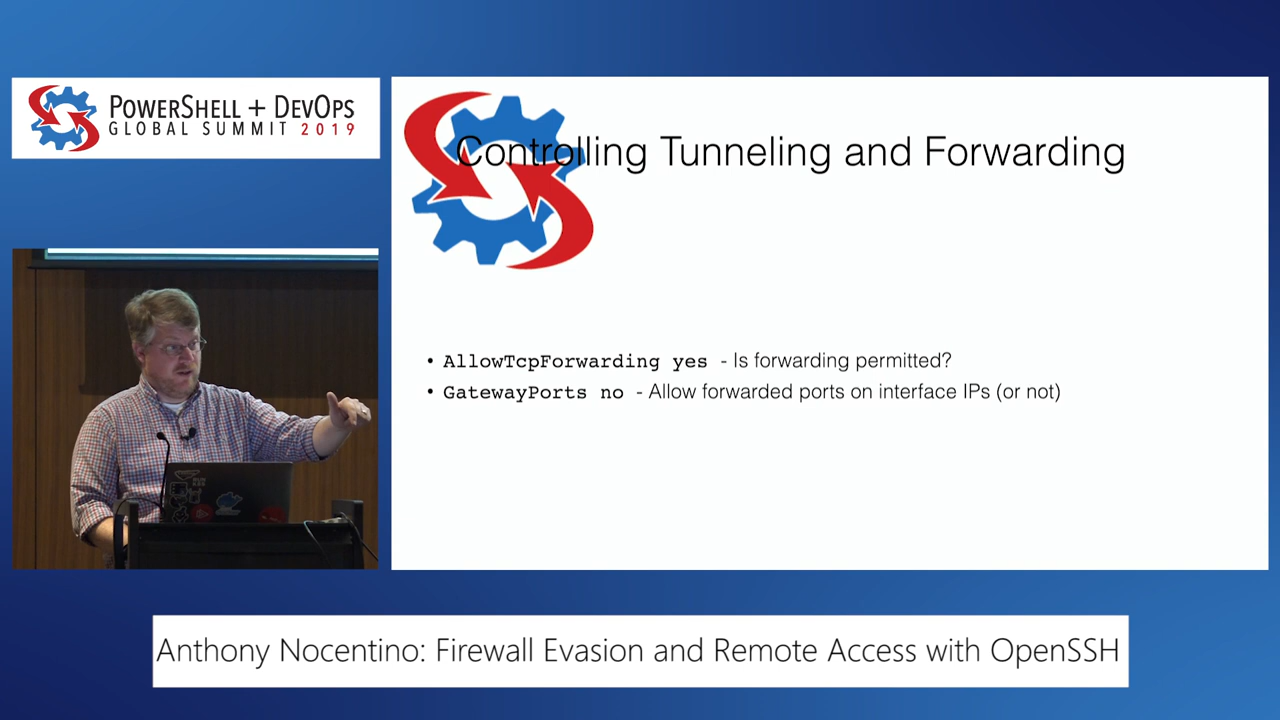 POWERSHELL + DEVOPS
GLOBAL SUMMIT 2019
Controlling Tunneling and Forwarding
• AllowTcpForwarding yes - Is forwarding permitted?
• GatewayPorts no - Allow forwarded ports on interface IPs (or not)
Anthony Nocentino: Firewall Evasion and Remote Access with OpenSSH